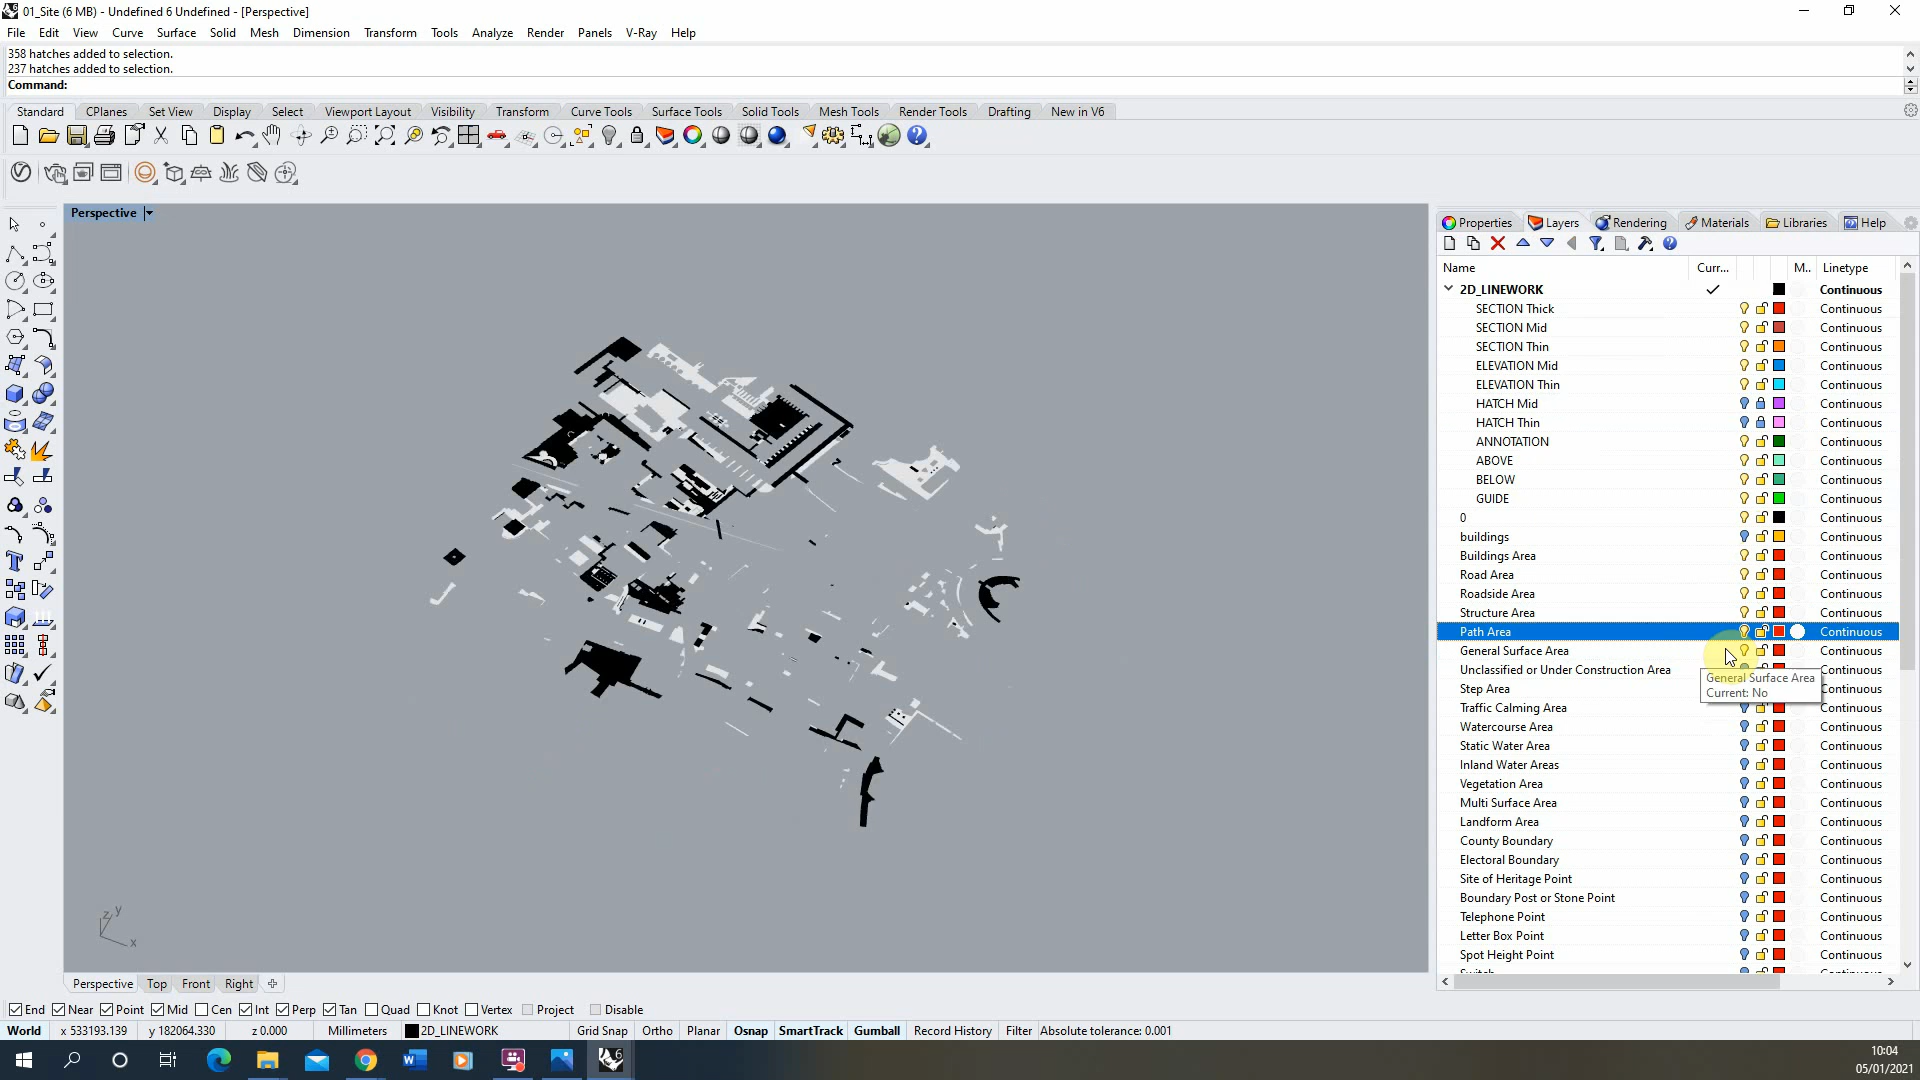 01_Site (6 MB) - Undefined 6 Undefined - [Perspective]
File Edit View Curve Surface Solid Mesh Dimension Transform Tools Analyze Render Panels V-Ray Help
358 hatches added to selection.
237 hatches added to selection.
Command:
Standard CPlanes Set View Display Select Viewport Layout Visibility Transform Curve Tools Surface Tools Solid Tools Mesh Tools Render Tools Drafting New in V6
Perspective
Properties Layers Rendering Materials Libraries Help
Name Curr... M.. Linetype
2D_LINEWORK Continuous
SECTION Thick Continuous
SECTION Mid Continuous
SECTION Thin Continuous
ELEVATION Mid Continuous
ELEVATION Thin Continuous
HATCH Mid Continuous
HATCH Thin Continuous
ANNOTATION Continuous
ABOVE Continuous
BELOW Continuous
GUIDE Continuous
0 Continuous
buildings Continuous
Buildings Area Continuous
Road Area Continuous
Roadside Area Continuous
Structure Area Continuous
Path Area Continuous
General Surface Area Continuous
Unclassified or Under Construction Area Continuous
General Surface Area
Current: No
Step Area Continuous
Traffic Calming Area Continuous
Watercourse Area Continuous
Static Water Area Continuous
Inland Water Areas Continuous
Vegetation Area Continuous
Multi Surface Area Continuous
Landform Area Continuous
County Boundary Continuous
Electoral Boundary Continuous
Site of Heritage Point Continuous
Boundary Post or Stone Point Continuous
Telephone Point Continuous
Letter Box Point Continuous
Spot Height Point Continuous
z y x
Perspective Top Front Right
End Near Point Mid Cen Int Perp Tan Quad Knot Vertex Project Disable
World x 533193.139 y 182064.330 z 0.000 Millimeters 2D_LINEWORK Grid Snap Ortho Planar Osnap SmartTrack Gumball Record History Filter Absolute tolerance: 0.001
10:04
05/01/2021